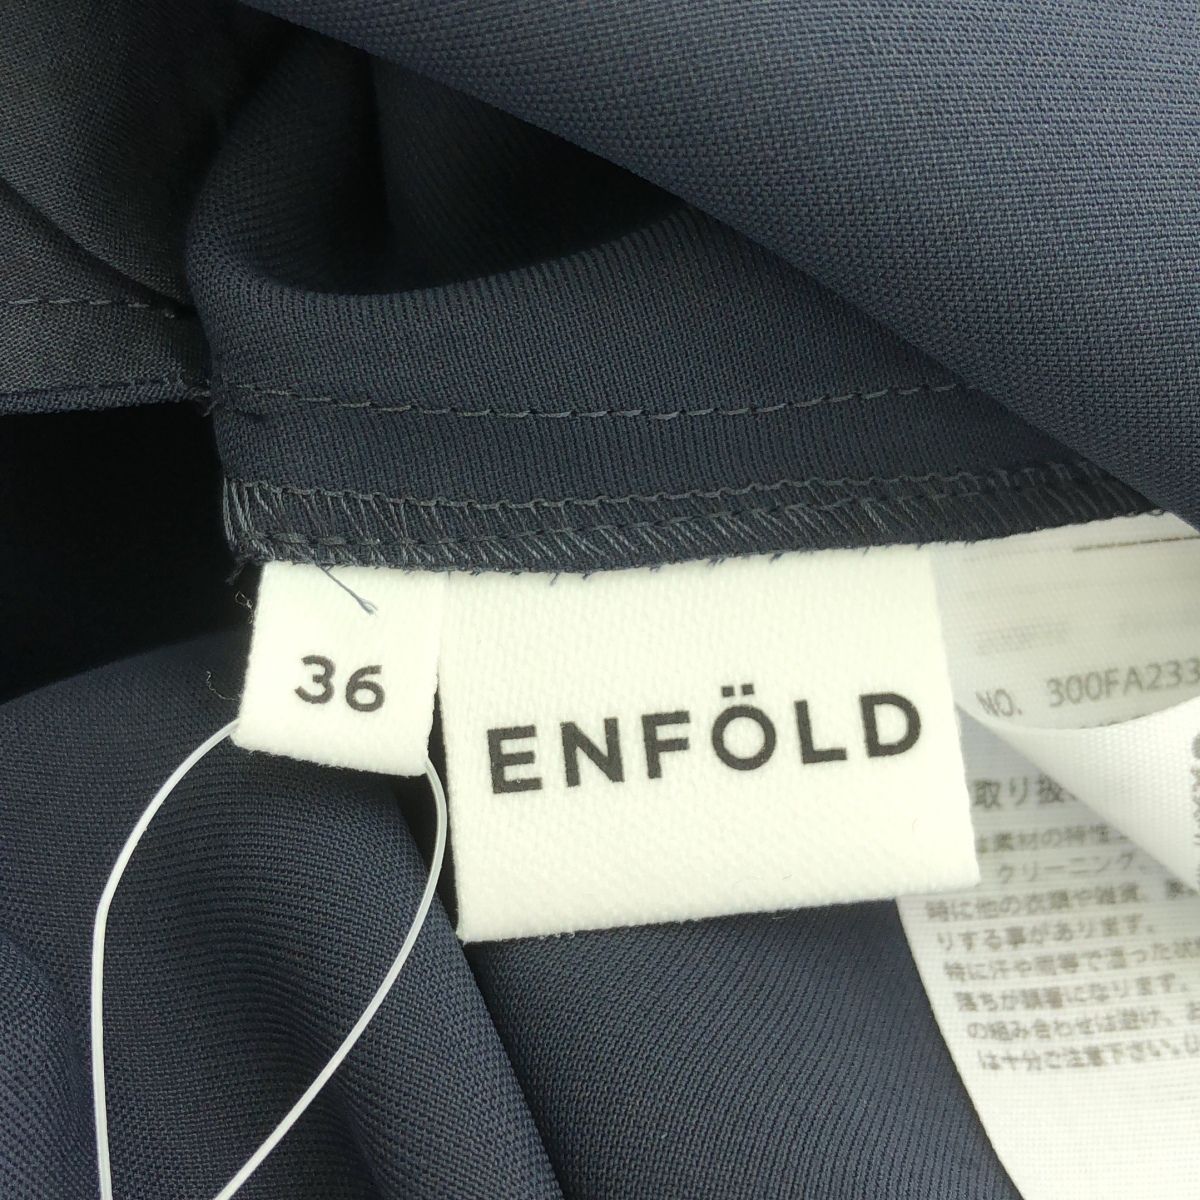 36
ENFÖLD
NO. 300FA233
取り扱
は素材の特性
クリーニング
時に他の衣類や雑貨、
りする事があります。
特に汗や雨等で湿った
落ちが顕著になります。
の組み合わせは避け、
は十分ご注意下さい。